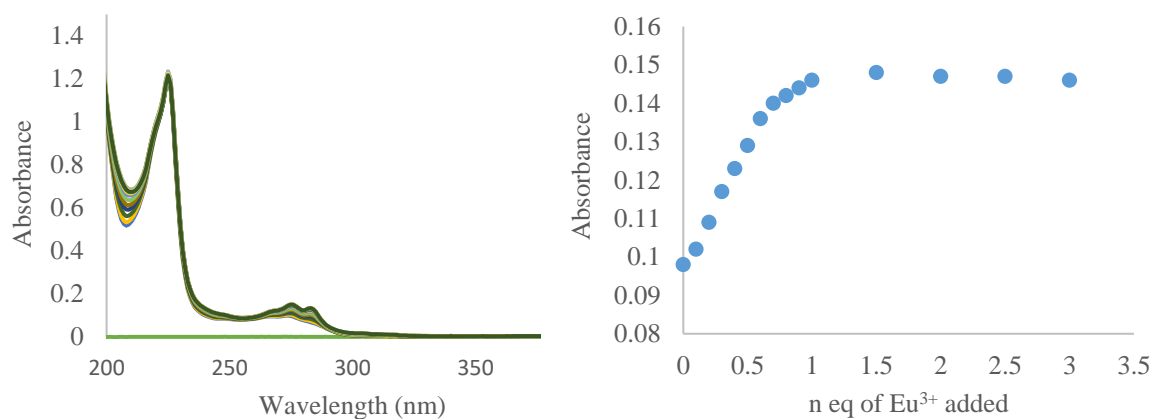 1.4
1.2
1
0.8
0.6
0.4
0.2
0
Absorbance
200 250 300 350
Wavelength (nm)
0.16
0.15
0.14
0.13
0.12
0.11
0.1
0.09
0.08
Absorbance
0 0.5 1 1.5 2 2.5 3 3.5
n eq of Eu³⁺ added